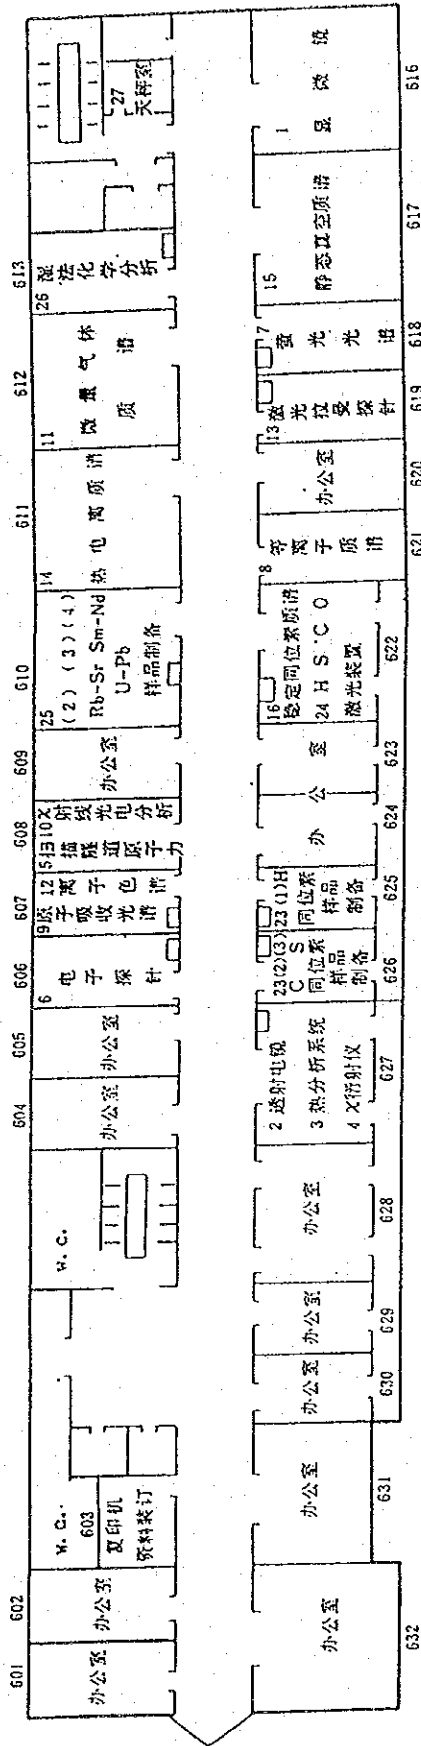 601
办公室
602
办公室
W.C.
603
复印机
资料装订
W.C.
604
办公室
605
办公室
606
6
电子探针
607
9原子吸收光谱
12离子色谱
608
5扫描隧道原子力
10X射线光电分析
609
办公室
610
25
(2)(3)(4)
Rb-Sr Sm-Nd
U-Pb
样品制备
611
14
热电离质谱
612
11
微量气体
质谱
613
26
湿法化学分析
27
天秤室
632
办公室
631
办公室
630
办公室
629
办公室
628
办公室
627
2 透射电镜
3 热分析系统
4 X衍射仪
626
23(2)(3)
C S
同位素
样品
制备
625
23(1)H
同位素
样品
制备
624
623
办公室
622
16
稳定同位素质谱
24 H S C O
激光装置
621
8
等离子质谱
620
办公室
619
13
激光拉曼探针
618
7
萤光光谱
617
15
静态真空质谱
616
1
显微镜